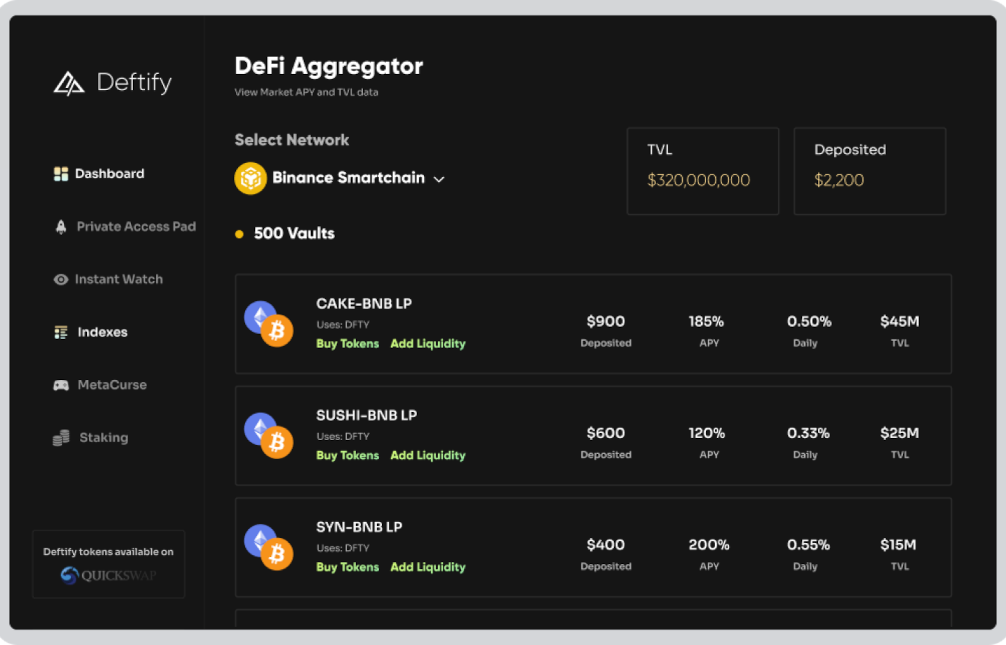 Deftify
Dashboard
Private Access Pad
Instant Watch
Indexes
MetaCurse
Staking
Deftify tokens available on
QUICKSWAP
DeFi Aggregator
View Market APY and TVL data
Select Network
Binance Smartchain
500 Vaults
TVL
$320,000,000
Deposited
$2,200
CAKE-BNB LP
Uses: DFTY
Buy Tokens Add Liquidity
$900 185% 0.50% $45M
Deposited APY Daily TVL
SUSHI-BNB LP
Uses: DFTY
Buy Tokens Add Liquidity
$600 120% 0.33% $25M
Deposited APY Daily TVL
SYN-BNB LP
Uses: DFTY
Buy Tokens Add Liquidity
$400 200% 0.55% $15M
Deposited APY Daily TVL